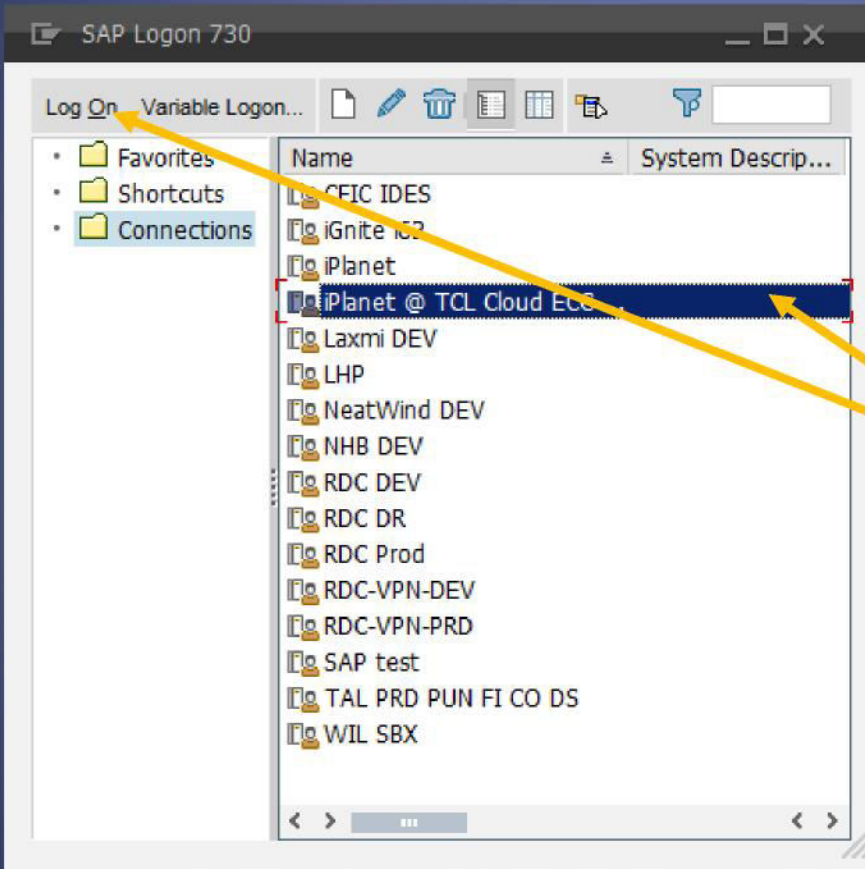 SAP Logon 730
Log On Variable Logon...
Favorites
Shortcuts
Connections
Name System Descrip...
CFIC IDES
iGnite
iPlanet
iPlanet @ TCL Cloud ECC ...
Laxmi DEV
LHP
NeatWind DEV
NHB DEV
RDC DEV
RDC DR
RDC Prod
RDC-VPN-DEV
RDC-VPN-PRD
SAP test
TAL PRD PUN FI CO DS
WIL SBX